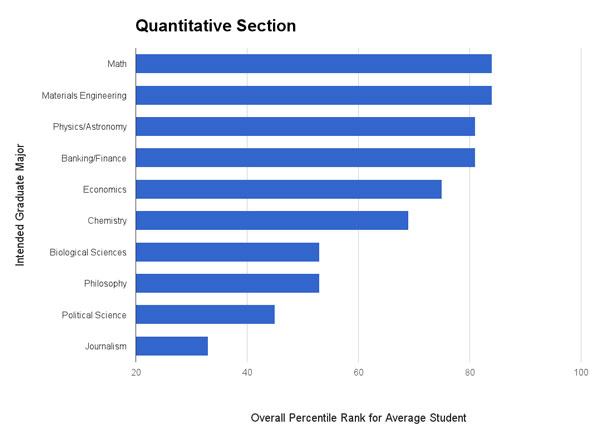 Quantitative Section
Intended Graduate Major
Math
Materials Engineering
Physics/Astronomy
Banking/Finance
Economics
Chemistry
Biological Sciences
Philosophy
Political Science
Journalism
20 40 60 80 100
Overall Percentile Rank for Average Student